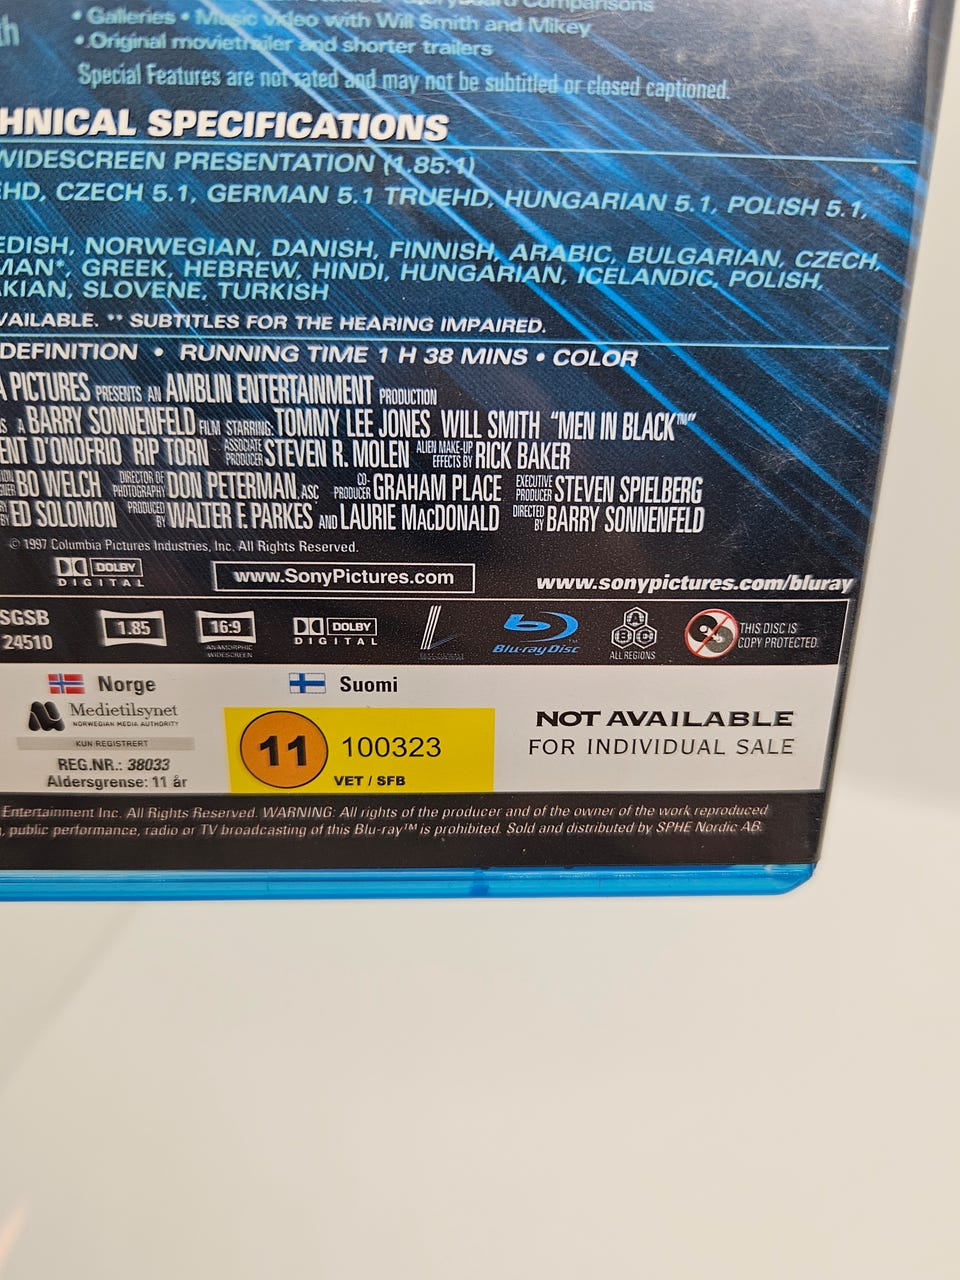 Comparisons
• Galleries • Music video with Will Smith and Mikey
• Original movietrailer and shorter trailers
Special Features are not rated and may not be subtitled or closed captioned.
HNICAL SPECIFICATIONS
WIDESCREEN PRESENTATION (1.85:1)
HD, CZECH 5.1, GERMAN 5.1 TRUEHD, HUNGARIAN 5.1, POLISH 5.1,
EDISH, NORWEGIAN, DANISH, FINNISH, ARABIC, BULGARIAN, CZECH,
MAN*, GREEK, HEBREW, HINDI, HUNGARIAN, ICELANDIC, POLISH,
AKIAN, SLOVENE, TURKISH
VAILABLE. ** SUBTITLES FOR THE HEARING IMPAIRED.
DEFINITION • RUNNING TIME 1 H 38 MINS • COLOR
A PICTURES PRESENTS AN AMBLIN ENTERTAINMENT PRODUCTION
A BARRY SONNENFELD FILM STARRING: TOMMY LEE JONES WILL SMITH "MEN IN BLACK™"
ENT D'ONOFRIO RIP TORN ASSOCIATE PRODUCER STEVEN R. MOLEN ALIEN MAKE-UP EFFECTS BY RICK BAKER
BO WELCH DIRECTOR OF PHOTOGRAPHY DON PETERMAN, ASC CO-PRODUCER GRAHAM PLACE EXECUTIVE PRODUCER STEVEN SPIELBERG
BY ED SOLOMON PRODUCED BY WALTER F. PARKES AND LAURIE MACDONALD DIRECTED BY BARRY SONNENFELD
© 1997 Columbia Pictures Industries, Inc. All Rights Reserved.
DOLBY
DIGITAL
www.SonyPictures.com
www.sonypictures.com/bluray
SGSB
24510
1.85
16:9
ANAMORPHIC
WIDESCREEN
DOLBY
DIGITAL
Blu-ray Disc™
A
B C
ALL REGIONS
THIS DISC IS
COPY PROTECTED.
Norge
Medietilsynet
NORWEGIAN MEDIA AUTHORITY
KUN REGISTRERT
REG.NR.: 38033
Aldersgrense: 11 år
Suomi
11 100323
VET / SFB
NOT AVAILABLE
FOR INDIVIDUAL SALE
Entertainment Inc. All Rights Reserved. WARNING: All rights of the producer and of the owner of the work reproduced
, public performance, radio or TV broadcasting of this Blu-ray™ is prohibited. Sold and distributed by SPHE Nordic AB.